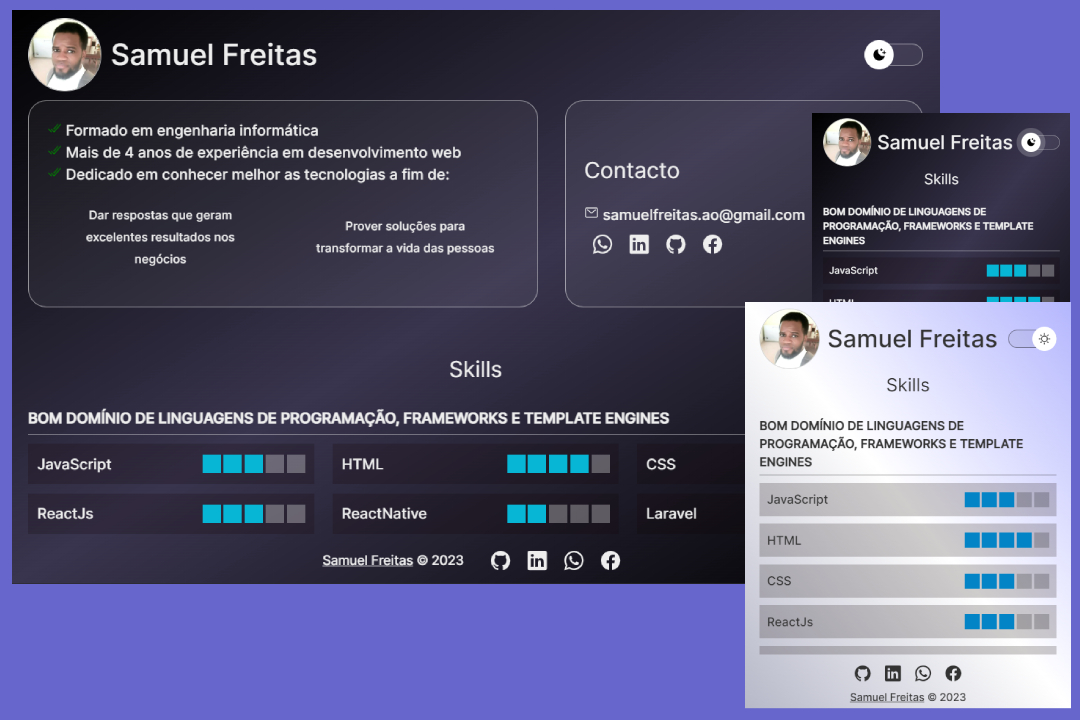 Samuel Freitas
Formado em engenharia informática
Mais de 4 anos de experiência em desenvolvimento web
Dedicado em conhecer melhor as tecnologias a fim de:
Dar respostas que geram
excelentes resultados nos
negócios
Prover soluções para
transformar a vida das pessoas
Contacto
samuelfreitas.ao@gmail.com
Skills
BOM DOMÍNIO DE LINGUAGENS DE PROGRAMAÇÃO, FRAMEWORKS E TEMPLATE ENGINES
JavaScript
HTML
CSS
ReactJs
ReactNative
Laravel
Samuel Freitas © 2023
Samuel Freitas
Skills
BOM DOMÍNIO DE LINGUAGENS DE
PROGRAMAÇÃO, FRAMEWORKS E TEMPLATE
ENGINES
JavaScript
HTML
Samuel Freitas
Skills
BOM DOMÍNIO DE LINGUAGENS DE
PROGRAMAÇÃO, FRAMEWORKS E TEMPLATE
ENGINES
JavaScript
HTML
CSS
ReactJs
Samuel Freitas © 2023